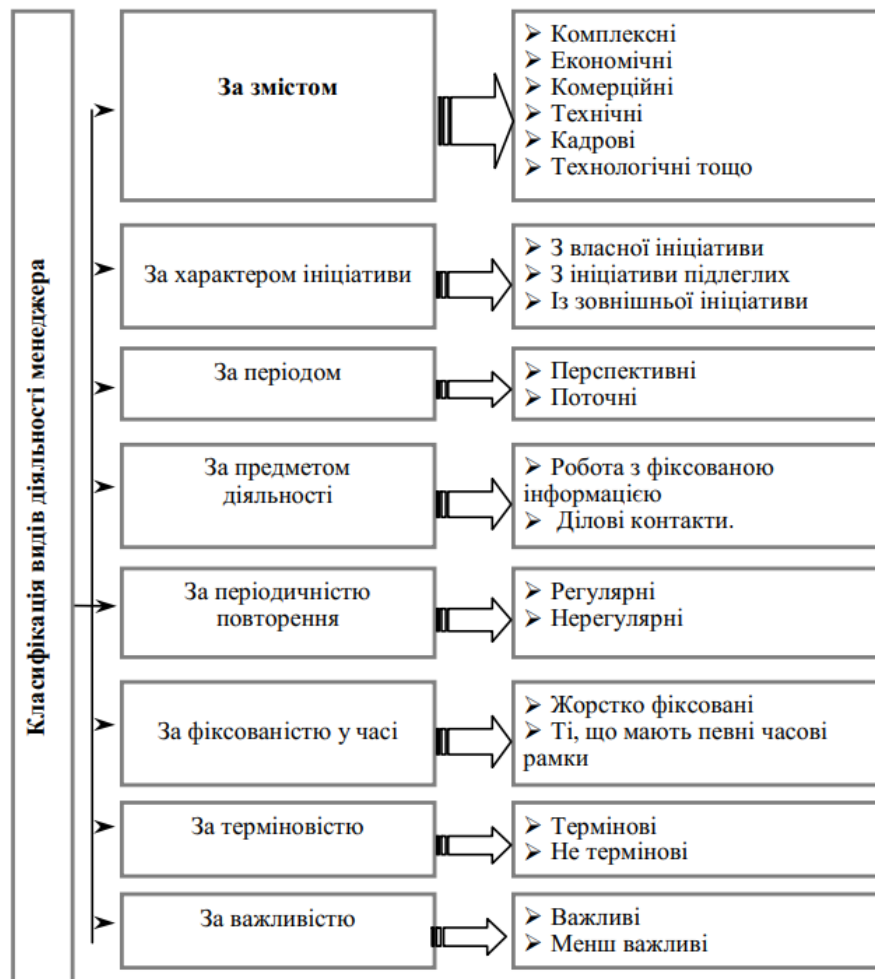 Класифікація видів діяльності менеджера
За змістом
➢ Комплексні
➢ Економічні
➢ Комерційні
➢ Технічні
➢ Кадрові
➢ Технологічні тощо
За характером ініціативи
➢ З власної ініціативи
➢ З ініціативи підлеглих
➢ Із зовнішньої ініціативи
За періодом
➢ Перспективні
➢ Поточні
За предметом
діяльності
➢ Робота з фіксованою
інформацією
➢ Ділові контакти.
За періодичністю
повторення
➢ Регулярні
➢ Нерегулярні
За фіксованістю у часі
➢ Жорстко фіксовані
➢ Ті, що мають певні часові
рамки
За терміновістю
➢ Термінові
➢ Не термінові
За важливістю
➢ Важливі
➢ Менш важливі